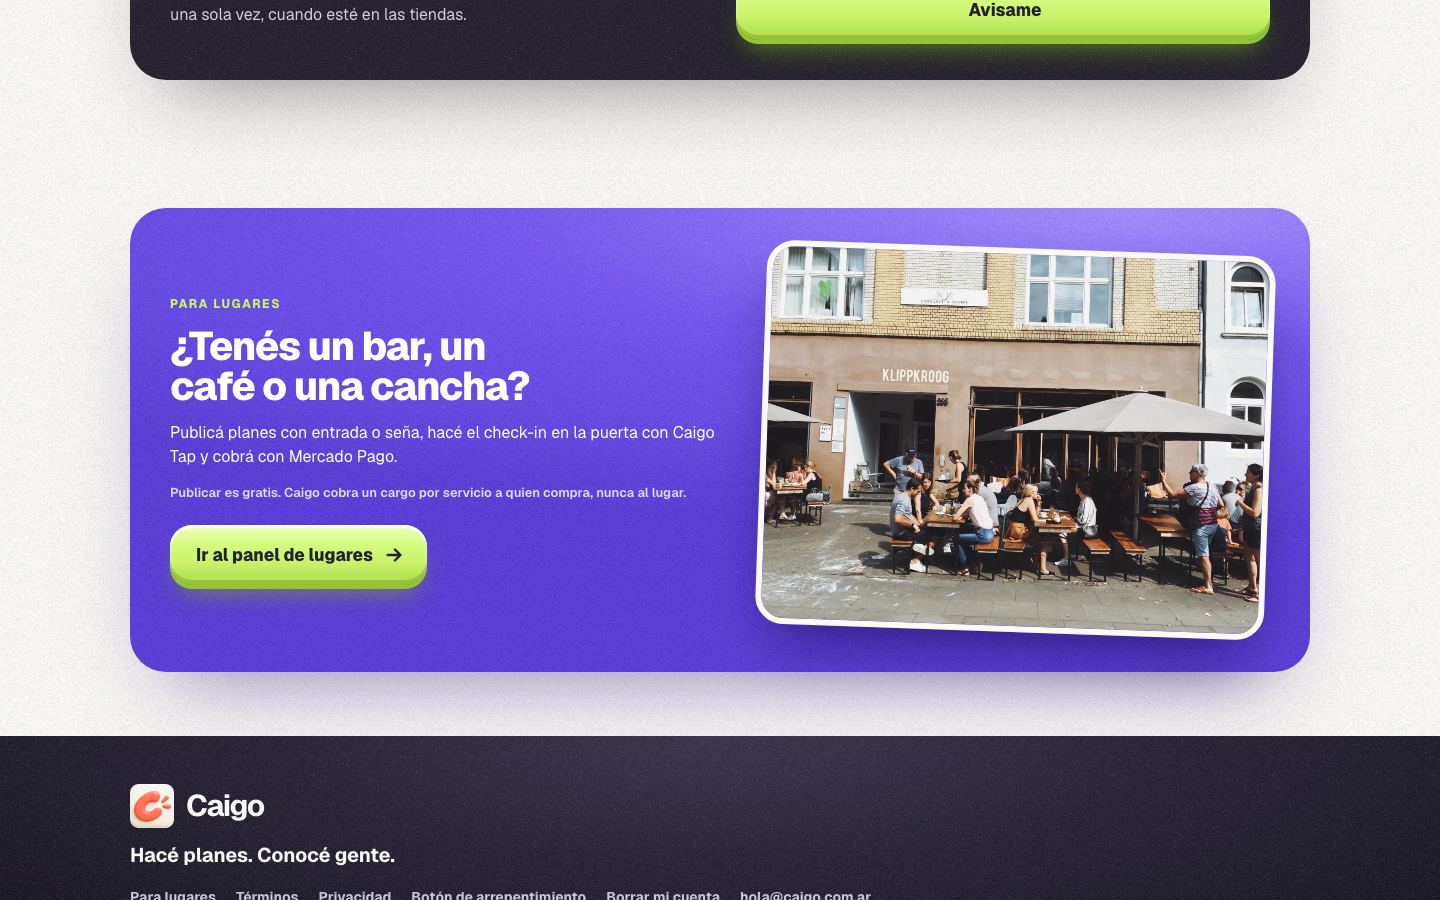 una sola vez, cuando esté en las tiendas.
Avisame
PARA LUGARES
¿Tenés un bar, un
café o una cancha?
Publicá planes con entrada o seña, hacé el check-in en la puerta con Caigo
Tap y cobrá con Mercado Pago.
Publicar es gratis. Caigo cobra un cargo por servicio a quien compra, nunca al lugar.
Ir al panel de lugares →
KLIPPKROOG
Caigo
Hacé planes. Conocé gente.
Para lugares Términos Privacidad Botón de arrepentimiento Borrar mi cuenta hola@caigo.com.ar